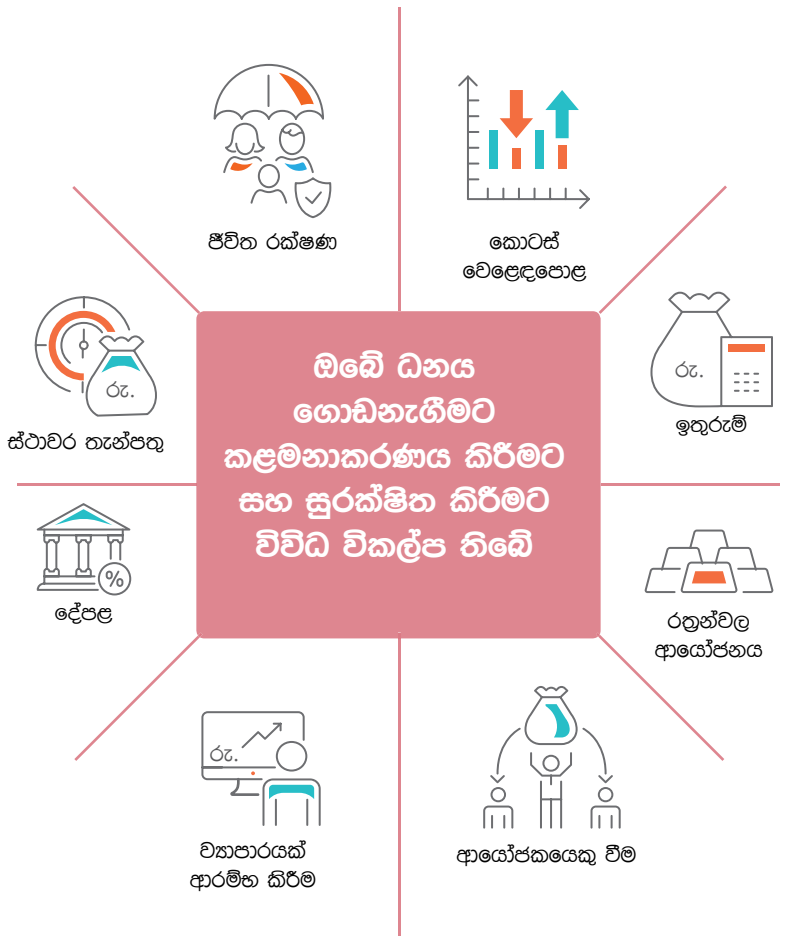 ජීවිත රක්ෂණ
කොටස්
වෙළෙඳපොළ
රු.
ස්ථාවර තැන්පතු
රු.
ඉතුරුම්
ඔබේ ධනය
ගොඩනැගීමට
කළමනාකරණය කිරීමට
සහ සුරක්ෂිත කිරීමට
විවිධ විකල්ප තිබේ
%
දේපළ
රත්‍රන්වල
ආයෝජනය
රු.
ව්‍යාපාරයක්
ආරම්භ කිරීම
ආයෝජකයෙකු වීම